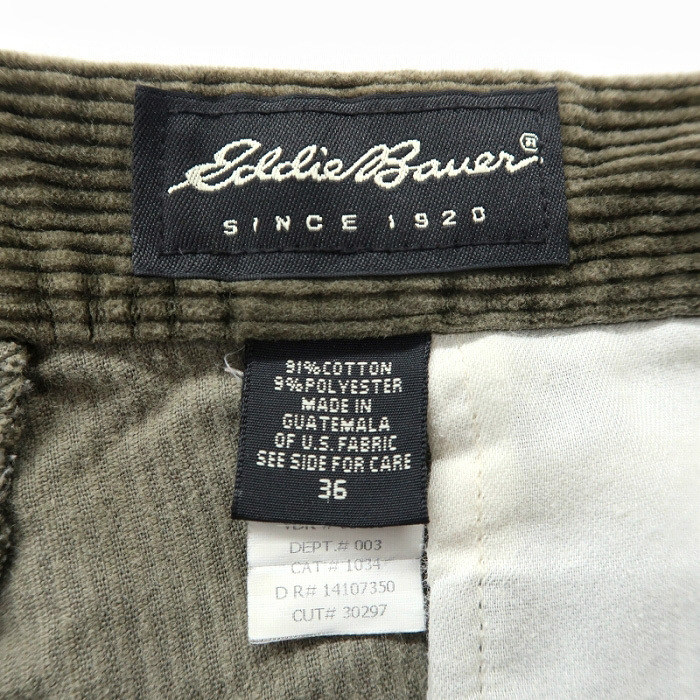 Eddie Bauer®
SINCE 1920
91%COTTON
9%POLYESTER
MADE IN
GUATEMALA
OF U.S. FABRIC
SEE SIDE FOR CARE
36
DEPT.# 003
CAT # 1034
D R# 14107350
CUT# 30297